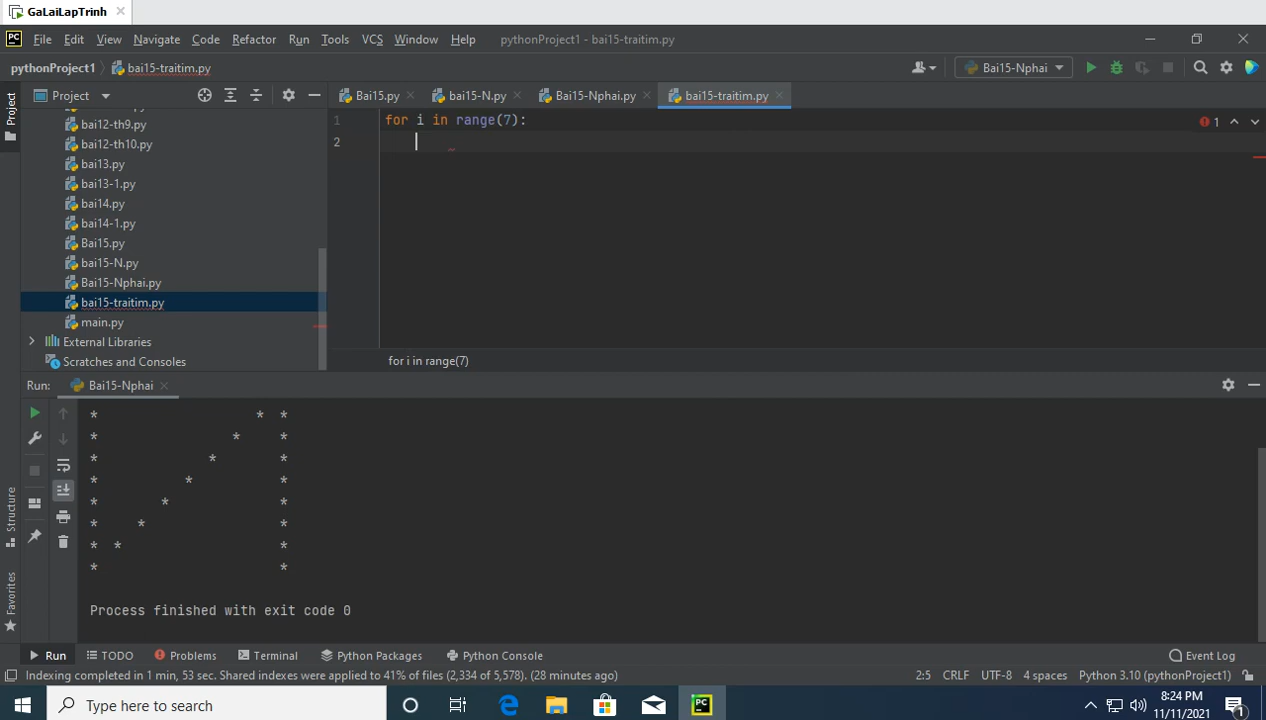 GaLaiLapTrinh
PC File Edit View Navigate Code Refactor Run Tools VCS Window Help pythonProject1 - bai15-traitim.py
pythonProject1 bai15-traitim.py Bai15-Nphai
Project
Project
Bai15.py bai15-N.py Bai15-Nphai.py bai15-traitim.py
bai12-th9.py
bai12-th10.py
bai13.py
bai13-1.py
bai14.py
bai14-1.py
Bai15.py
bai15-N.py
Bai15-Nphai.py
bai15-traitim.py
main.py
External Libraries
Scratches and Consoles
1 for i in range(7):
2
1
for i in range(7)
Run: Bai15-Nphai
* * *
* * *
* * *
* * *
* * *
* * *
* * *
* *
Process finished with exit code 0
Structure
Favorites
Run TODO Problems Terminal Python Packages Python Console Event Log
Indexing completed in 1 min, 53 sec. Shared indexes were applied to 41% of files (2,334 of 5,578). (28 minutes ago) 2:5 CRLF UTF-8 4 spaces Python 3.10 (pythonProject1)
Type here to search
PC
8:24 PM
11/11/2021
1